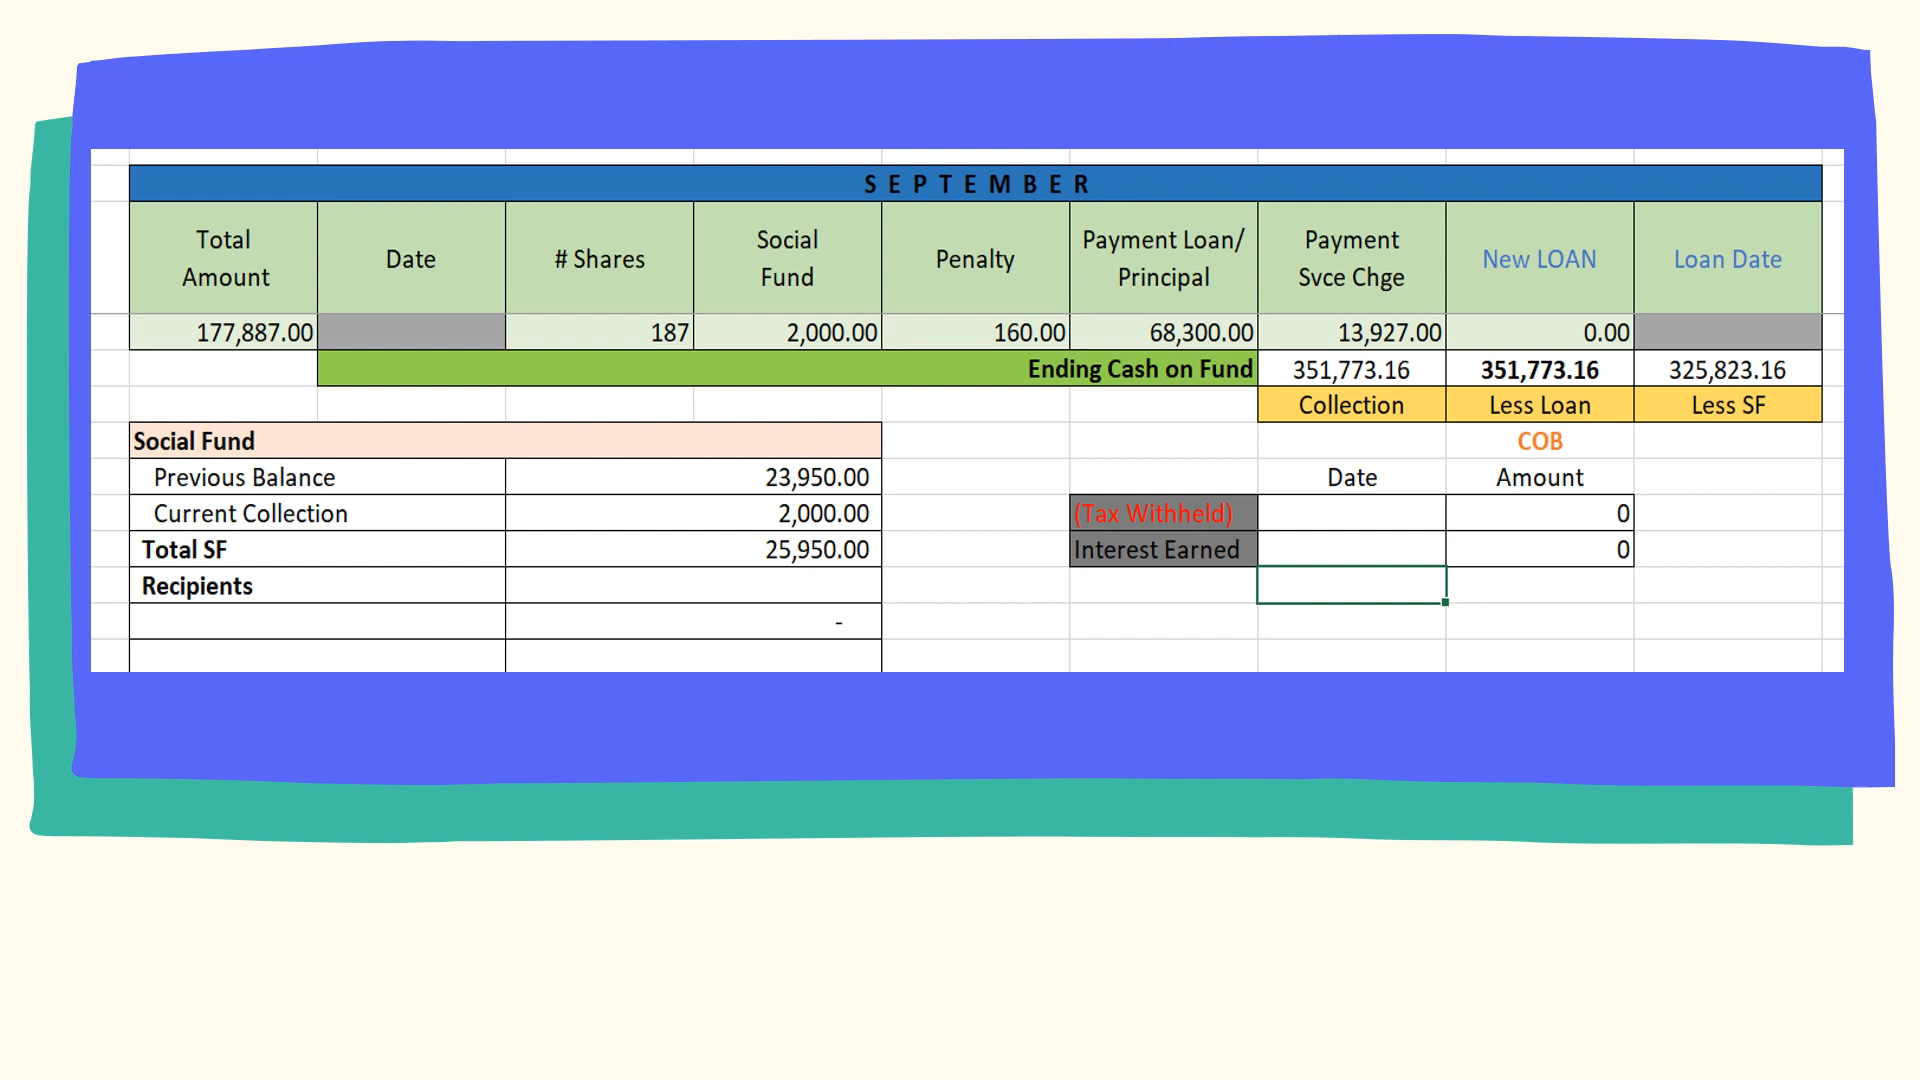 S E P T E M B E R
Total Amount Date # Shares Social Fund Penalty Payment Loan/ Principal Payment Svce Chge New LOAN Loan Date
177,887.00 187 2,000.00 160.00 68,300.00 13,927.00 0.00
Ending Cash on Fund 351,773.16 351,773.16 325,823.16
Collection Less Loan Less SF
Social Fund COB
Previous Balance 23,950.00 Date Amount
Current Collection 2,000.00 (Tax Withheld) 0
Total SF 25,950.00 Interest Earned 0
Recipients
-